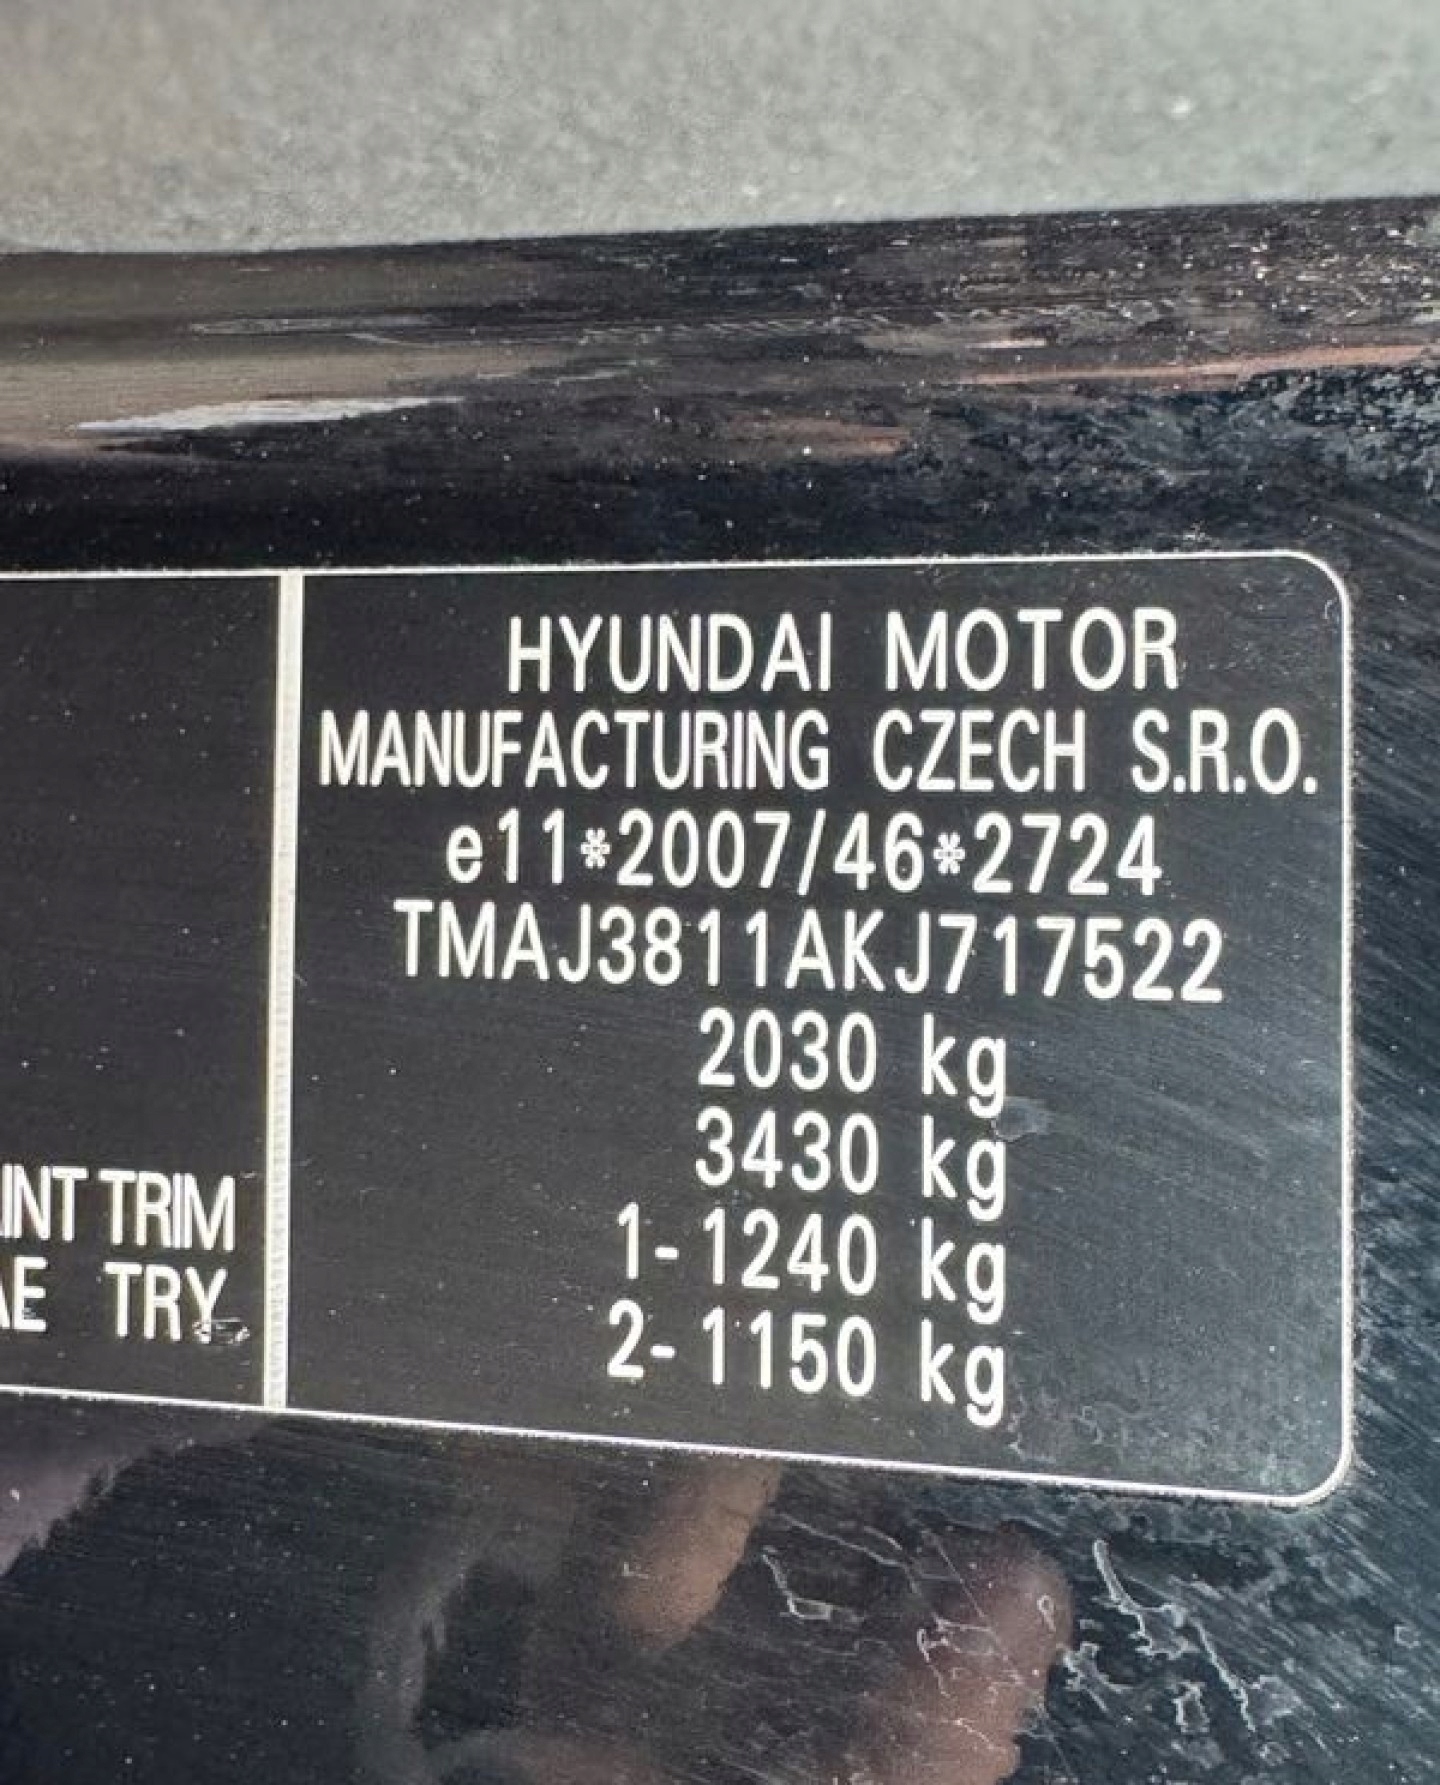 HYUNDAI MOTOR
MANUFACTURING CZECH S.R.O.
e11*2007/46*2724
TMAJ3811AKJ717522
2030 kg
3430 kg
1-1240 kg
2-1150 kg
INT TRIM
AE TRY